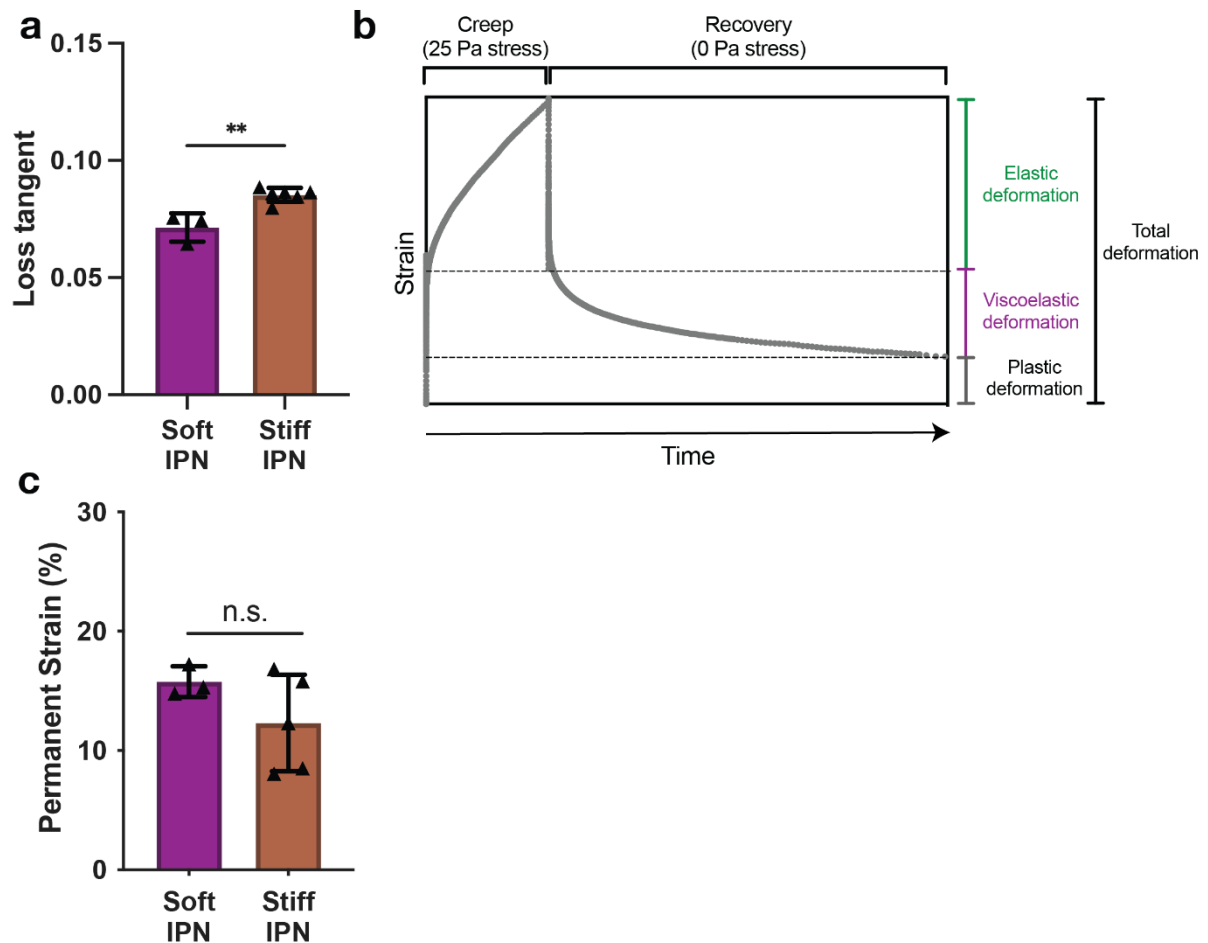 a
0.15
0.10
0.05
0.00
Loss tangent
**
Soft
IPN
Stiff
IPN
b
Creep
(25 Pa stress)
Recovery
(0 Pa stress)
Strain
Time
Elastic
deformation
Viscoelastic
deformation
Plastic
deformation
Total
deformation
c
30
20
10
0
Permanent Strain (%)
n.s.
Soft
IPN
Stiff
IPN